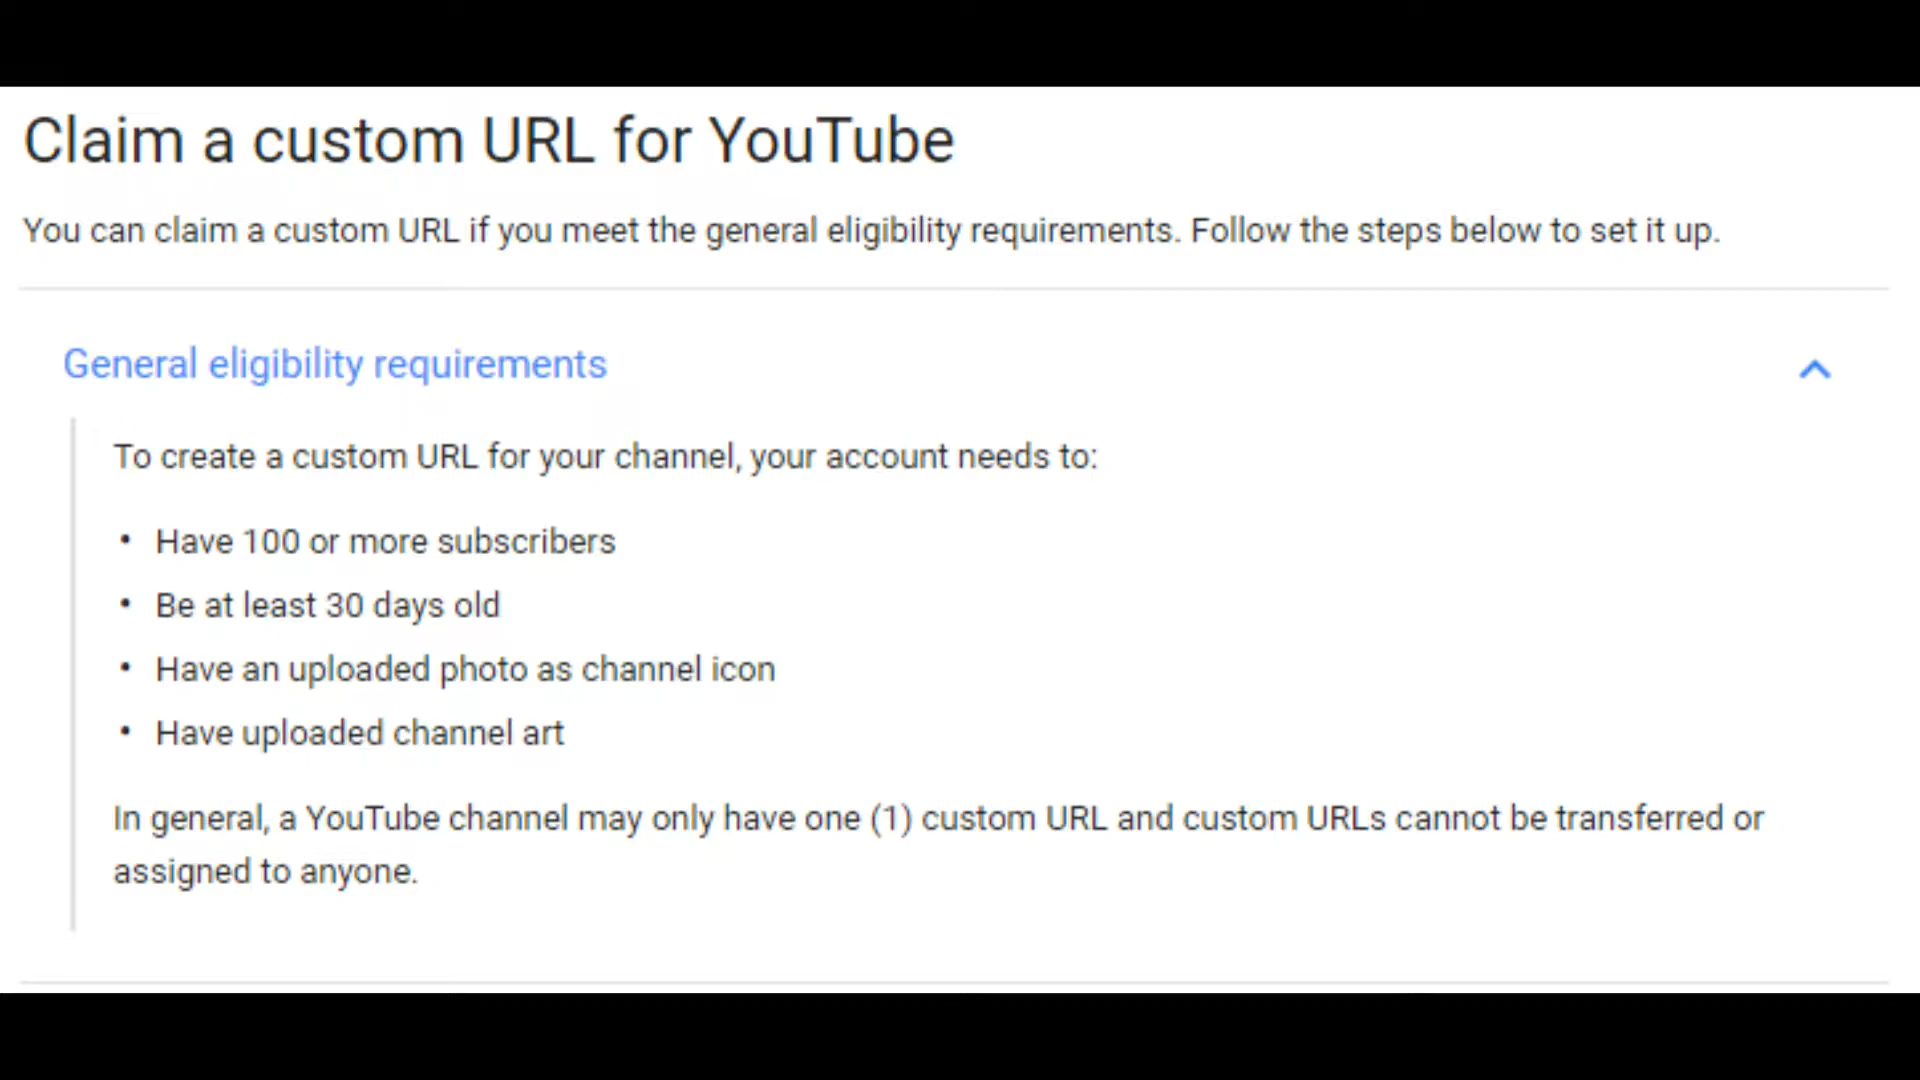 Claim a custom URL for YouTube
You can claim a custom URL if you meet the general eligibility requirements. Follow the steps below to set it up.
General eligibility requirements
To create a custom URL for your channel, your account needs to:
• Have 100 or more subscribers
• Be at least 30 days old
• Have an uploaded photo as channel icon
• Have uploaded channel art
In general, a YouTube channel may only have one (1) custom URL and custom URLs cannot be transferred or
assigned to anyone.